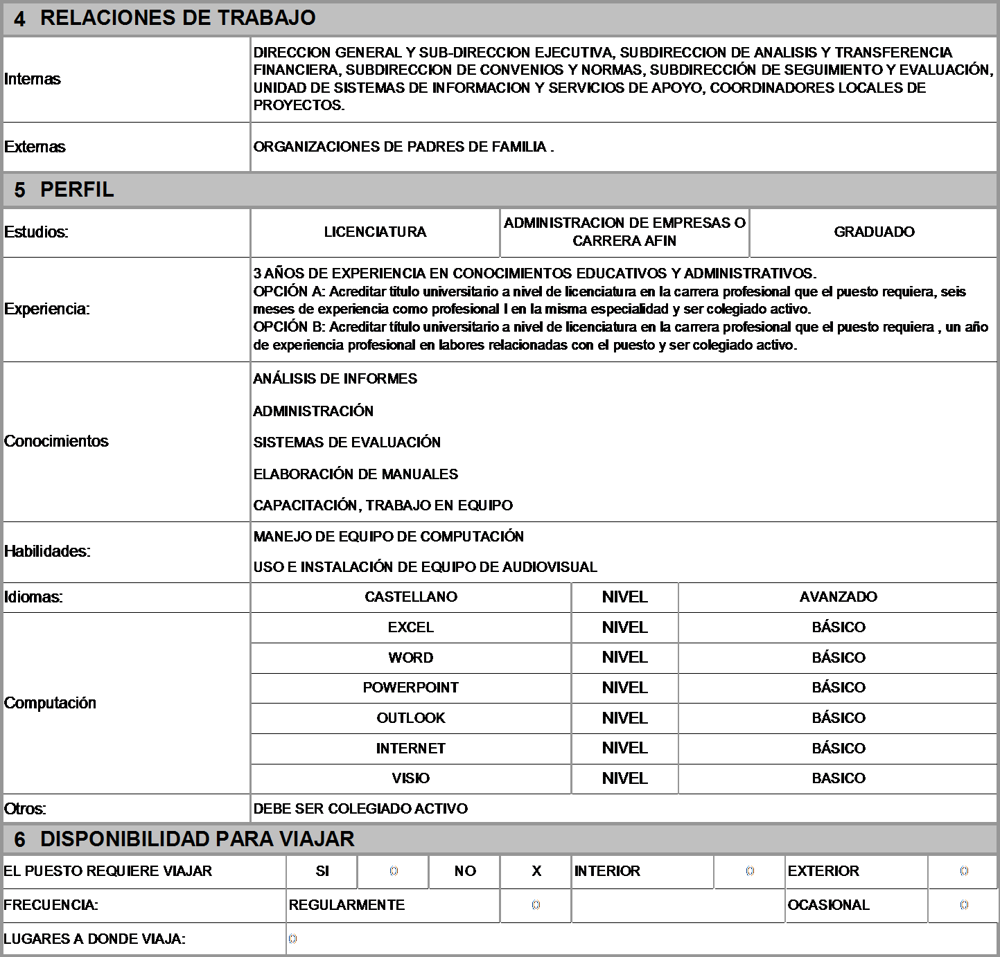 4 RELACIONES DE TRABAJO
Internas
DIRECCION GENERAL Y SUB-DIRECCION EJECUTIVA, SUBDIRECCION DE ANALISIS Y TRANSFERENCIA
FINANCIERA, SUBDIRECCION DE CONVENIOS Y NORMAS, SUBDIRECCIÓN DE SEGUIMIENTO Y EVALUACIÓN,
UNIDAD DE SISTEMAS DE INFORMACION Y SERVICIOS DE APOYO, COORDINADORES LOCALES DE
PROYECTOS.
Externas
ORGANIZACIONES DE PADRES DE FAMILIA .
5 PERFIL
Estudios:
LICENCIATURA
ADMINISTRACION DE EMPRESAS O
CARRERA AFIN
GRADUADO
Experiencia:
3 AÑOS DE EXPERIENCIA EN CONOCIMIENTOS EDUCATIVOS Y ADMINISTRATIVOS.
OPCIÓN A: Acreditar titulo universitario a nivel de licenciatura en la carrera profesional que el puesto requiera, seis
meses de experiencia como profesional I en la misma especialidad y ser colegiado activo.
OPCIÓN B: Acreditar título universitario a nivel de licenciatura en la carrera profesional que el puesto requiera , un año
de experiencia profesional en labores relacionadas con el puesto y ser colegiado activo.
Conocimientos
ANÁLISIS DE INFORMES
ADMINISTRACIÓN
SISTEMAS DE EVALUACIÓN
ELABORACIÓN DE MANUALES
CAPACITACIÓN, TRABAJO EN EQUIPO
Habilidades:
MANEJO DE EQUIPO DE COMPUTACIÓN
USO E INSTALACIÓN DE EQUIPO DE AUDIOVISUAL
Idiomas: CASTELLANO NIVEL AVANZADO
Computación
EXCEL NIVEL BÁSICO
WORD NIVEL BÁSICO
POWERPOINT NIVEL BÁSICO
OUTLOOK NIVEL BÁSICO
INTERNET NIVEL BÁSICO
VISIO NIVEL BASICO
Otros: DEBE SER COLEGIADO ACTIVO
6 DISPONIBILIDAD PARA VIAJAR
EL PUESTO REQUIERE VIAJAR SI 0 NO X INTERIOR 0 EXTERIOR 0
FRECUENCIA: REGULARMENTE 0 OCASIONAL 0
LUGARES A DONDE VIAJA: 0